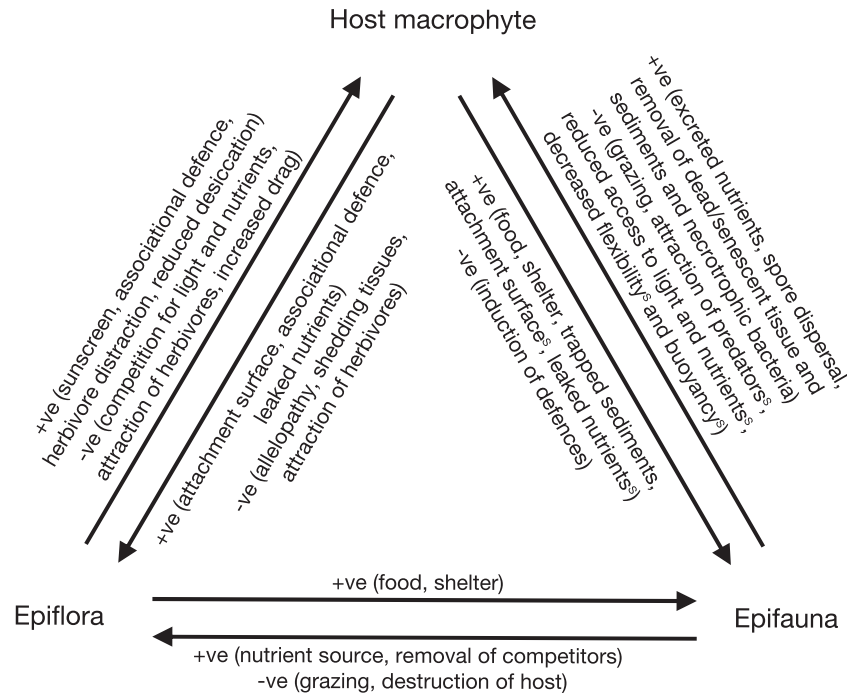 Host macrophyte
+ve (sunscreen, associational defence,
herbivore distraction, reduced desiccation)
-ve (competition for light and nutrients,
attraction of herbivores, increased drag)
+ve (attachment surface, associational defence,
leaked nutrients)
-ve (allelopathy, shedding tissues,
attraction of herbivores)
+ve (food, shelter, trapped sediments,
attachment surfaceˢ, leaked nutrientsˢ)
-ve (induction of defences)
+ve (excreted nutrients, spore dispersal,
removal of dead/senescent tissue and
sediments and necrotrophic bacteria)
-ve (grazing, attraction of predatorsˢ,
reduced access to light and nutrientsˢ,
decreased flexibilityˢ and buoyancyˢ)
Epiflora
+ve (food, shelter)
Epifauna
+ve (nutrient source, removal of competitors)
-ve (grazing, destruction of host)